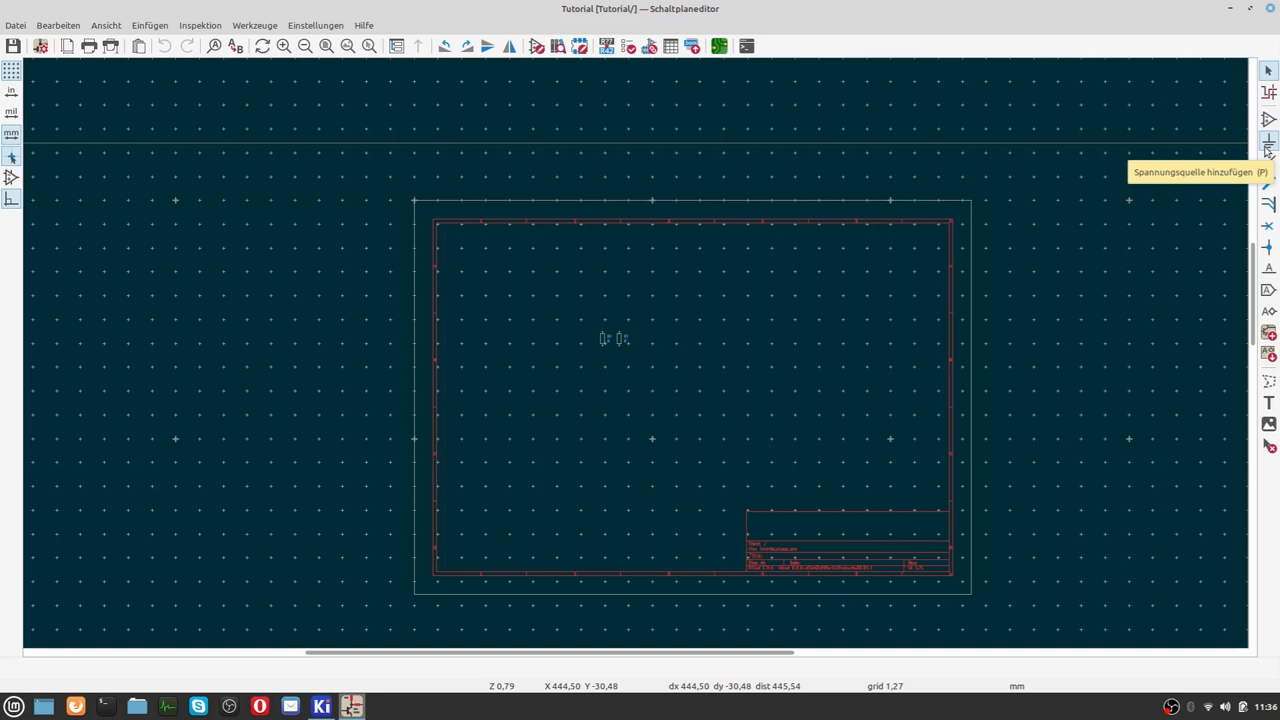 Tutorial [Tutorial/] — Schaltplaneditor
Datei Bearbeiten Ansicht Einfügen Inspektion Werkzeuge Einstellungen Hilfe
in
mil
mm
Spannungsquelle hinzufügen (P)
Z 0,79 X 444,50 Y -30,48 dx 444,50 dy -30,48 dist 445,54 grid 1,27 mm
Ki
11:36